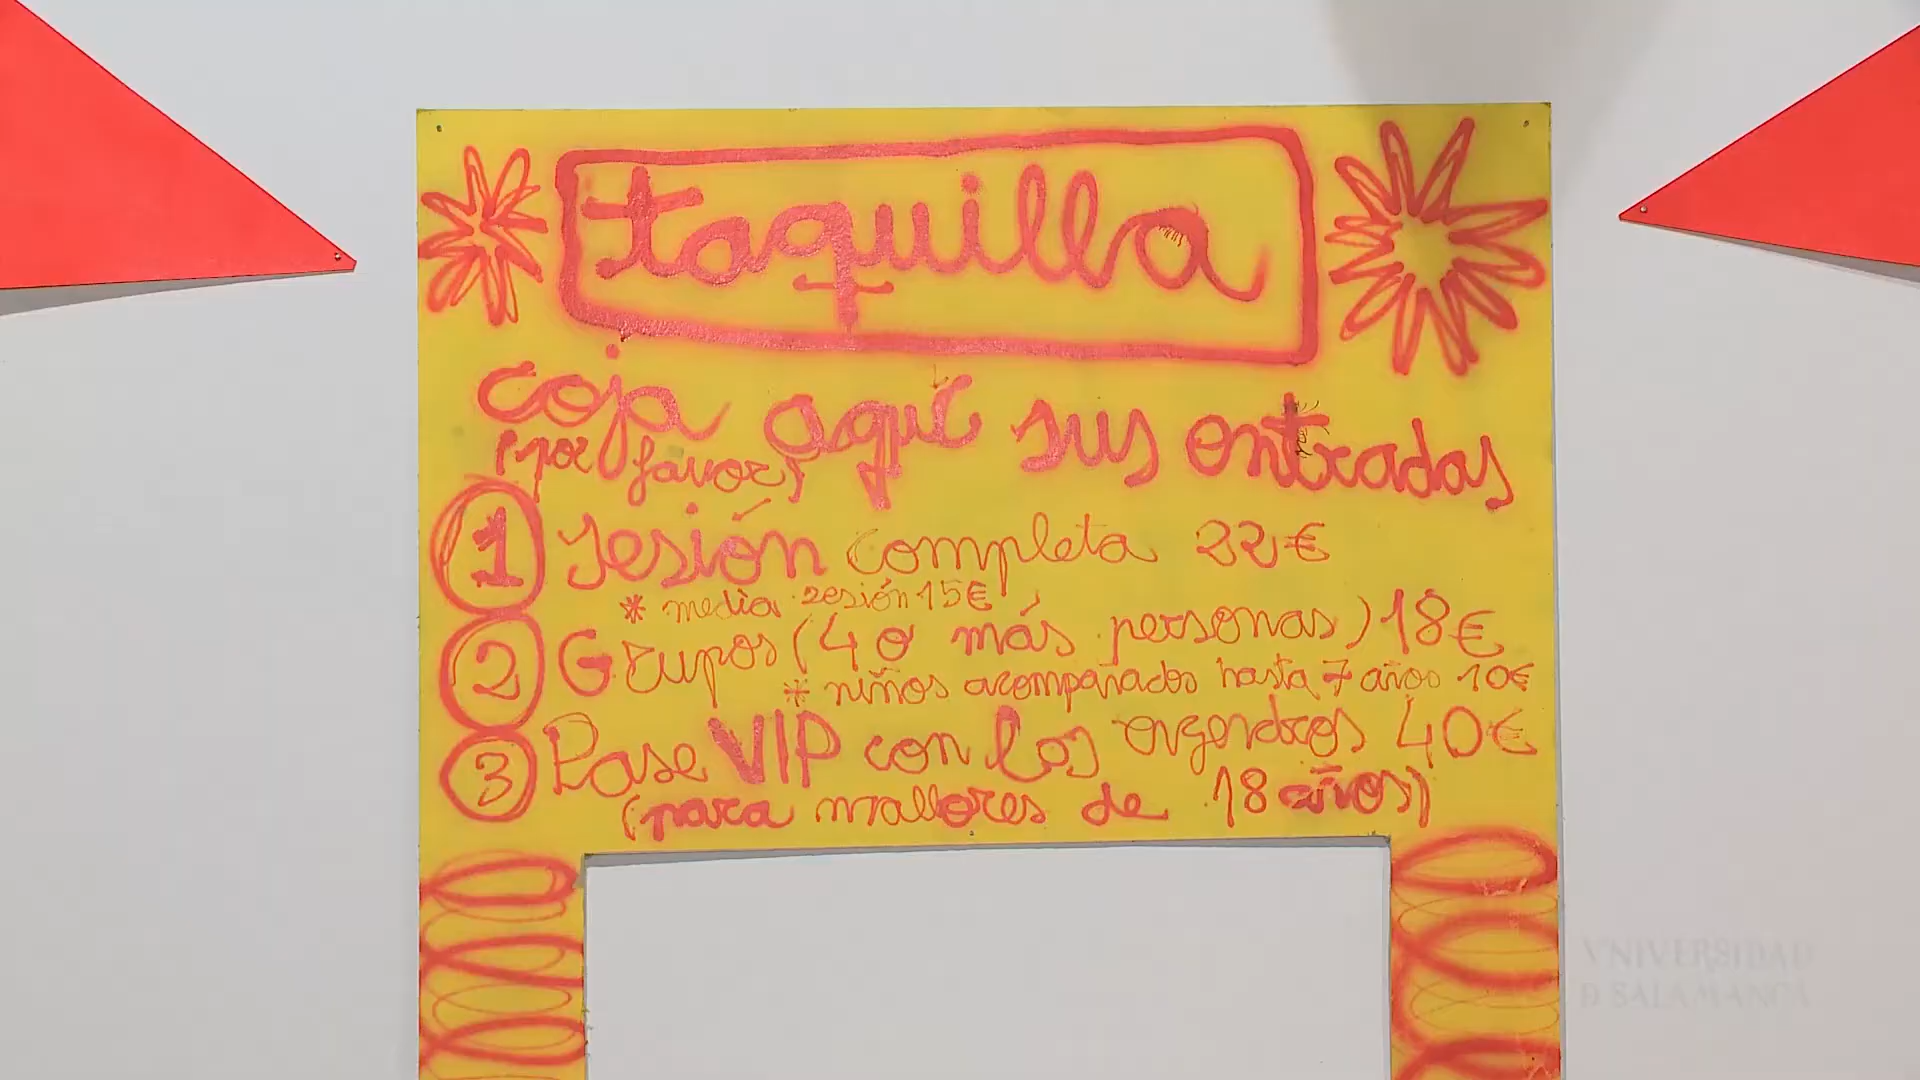 taquilla
coja aquí sus entradas
(por favor)
1 sesión completa 22€
* media sesión 15€
2 Grupos (4 o más personas) 18€
* niños acompañados hasta 7 años 10€
3 Pase VIP con los engendros 40€
(para mallores de 18 años)
VNIVERSIDAD
D SALAMANCA